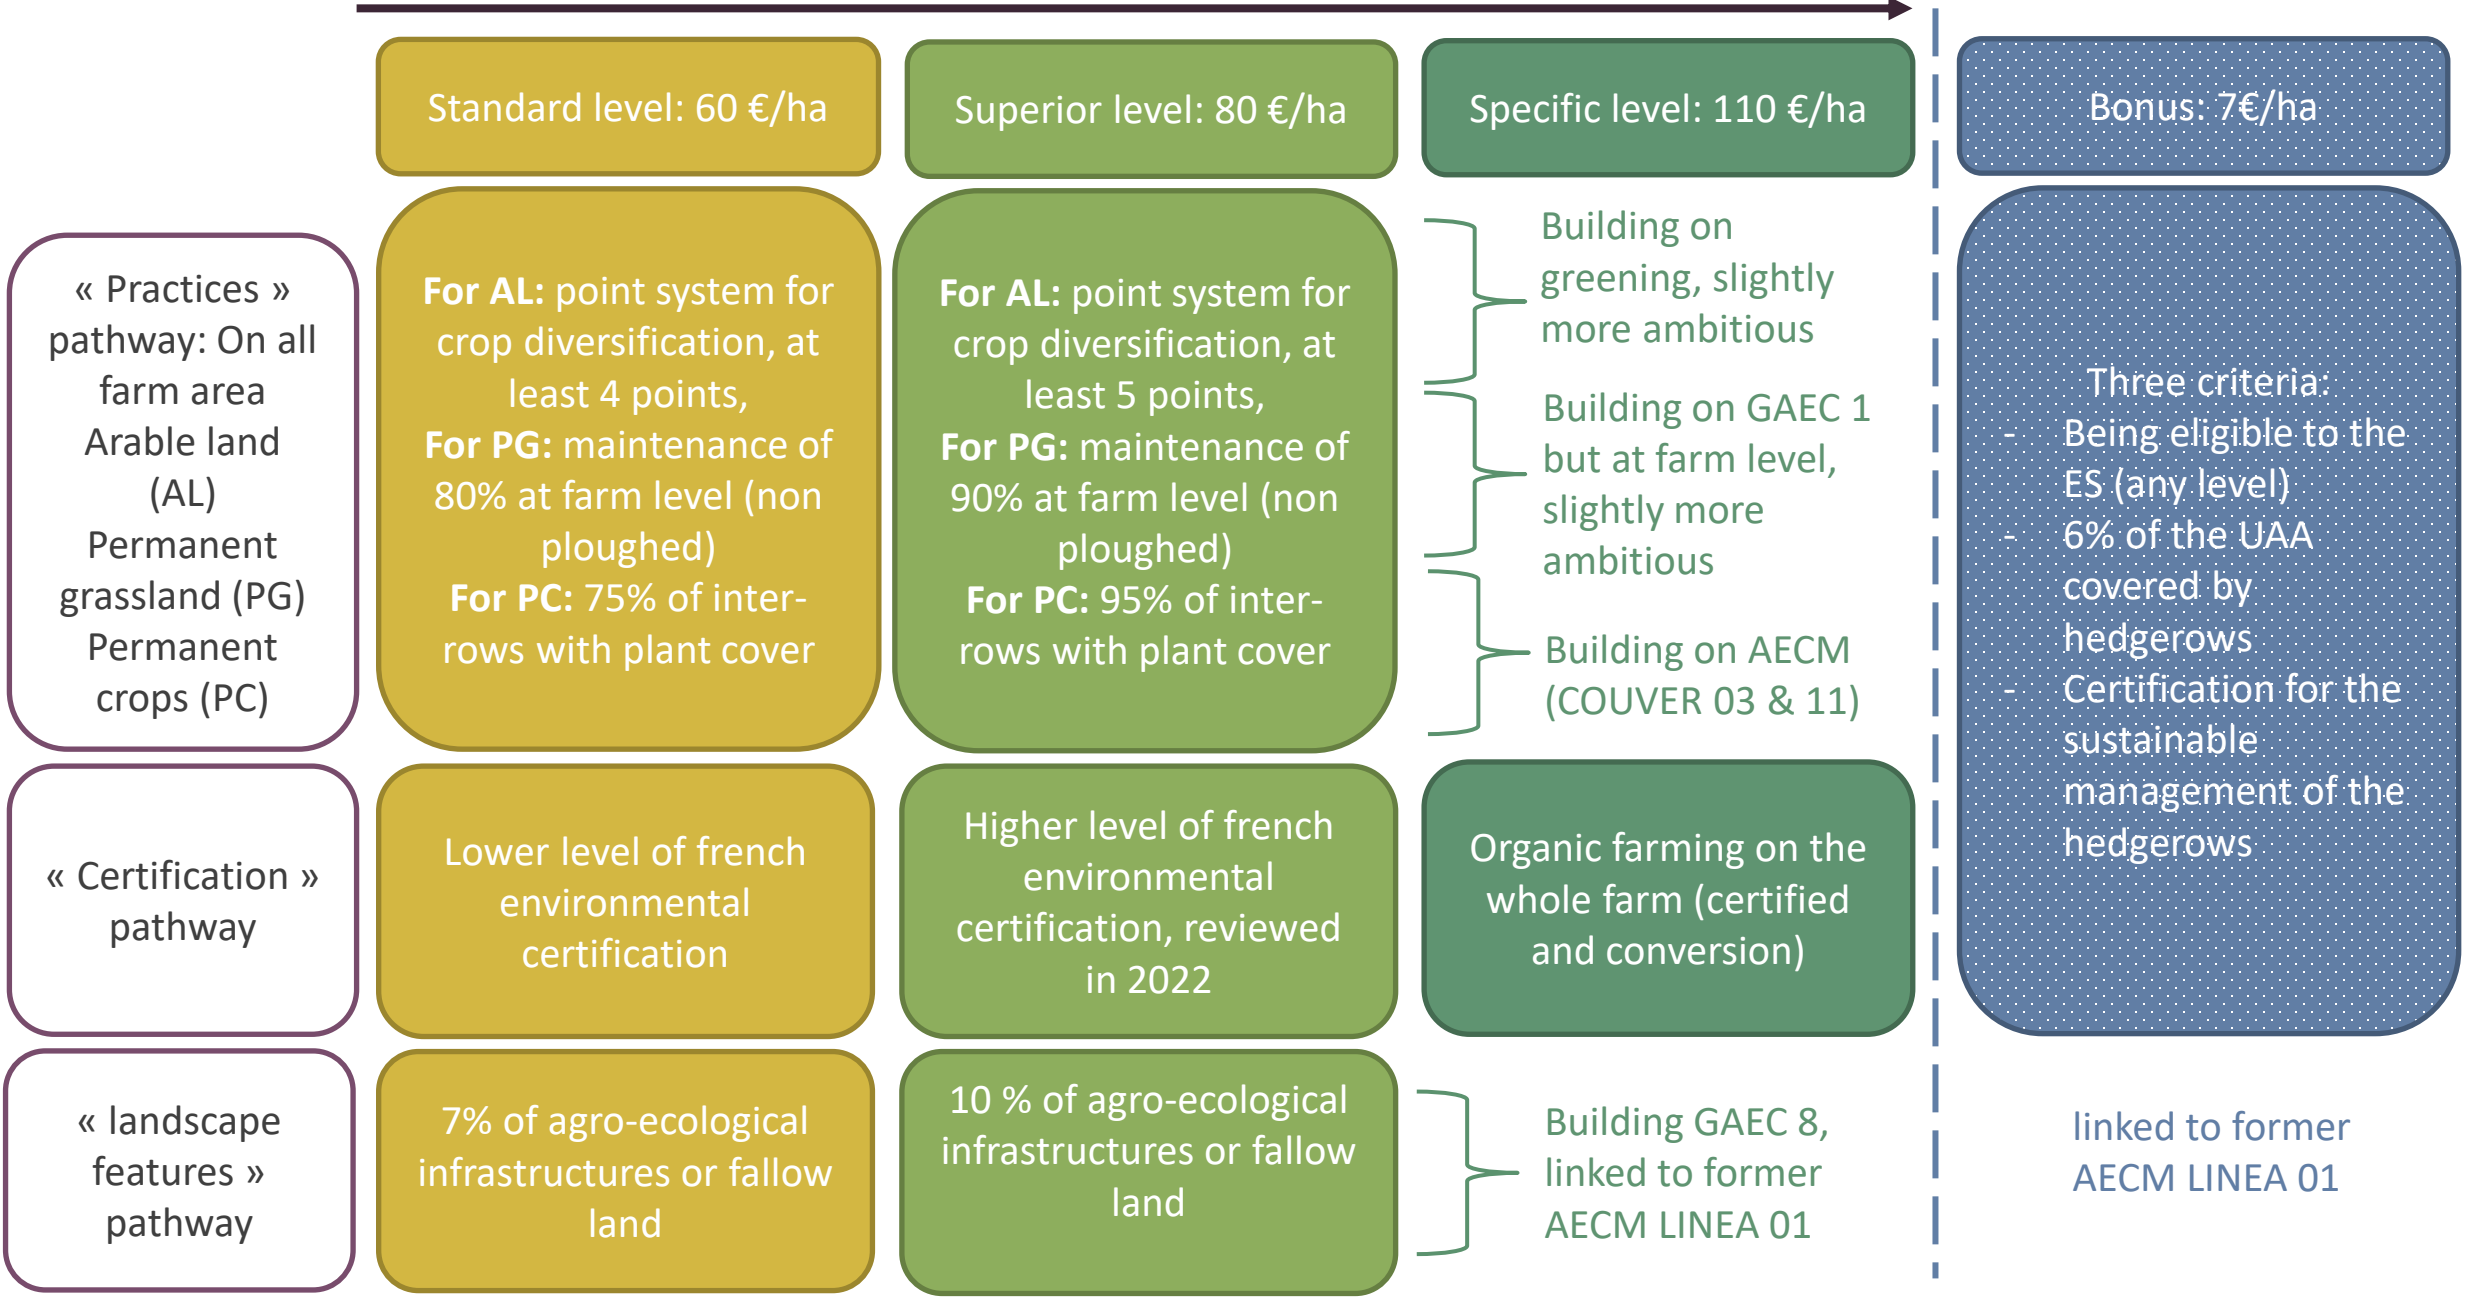 Standard level: 60 €/ha
Superior level: 80 €/ha
Specific level: 110 €/ha
Bonus: 7€/ha
« Practices »
pathway: On all
farm area
Arable land
(AL)
Permanent
grassland (PG)
Permanent
crops (PC)
For AL: point system for
crop diversification, at
least 4 points,
For PG: maintenance of
80% at farm level (non
ploughed)
For PC: 75% of inter-
rows with plant cover
For AL: point system for
crop diversification, at
least 5 points,
For PG: maintenance of
90% at farm level (non
ploughed)
For PC: 95% of inter-
rows with plant cover
Building on
greening, slightly
more ambitious
Building on GAEC 1
but at farm level,
slightly more
ambitious
Building on AECM
(COUVER 03 & 11)
Three criteria:
- Being eligible to the
ES (any level)
- 6% of the UAA
covered by
hedgerows
- Certification for the
sustainable
management of the
hedgerows
« Certification »
pathway
Lower level of french
environmental
certification
Higher level of french
environmental
certification, reviewed
in 2022
Organic farming on the
whole farm (certified
and conversion)
« landscape
features »
pathway
7% of agro-ecological
infrastructures or fallow
land
10 % of agro-ecological
infrastructures or fallow
land
Building GAEC 8,
linked to former
AECM LINEA 01
linked to former
AECM LINEA 01